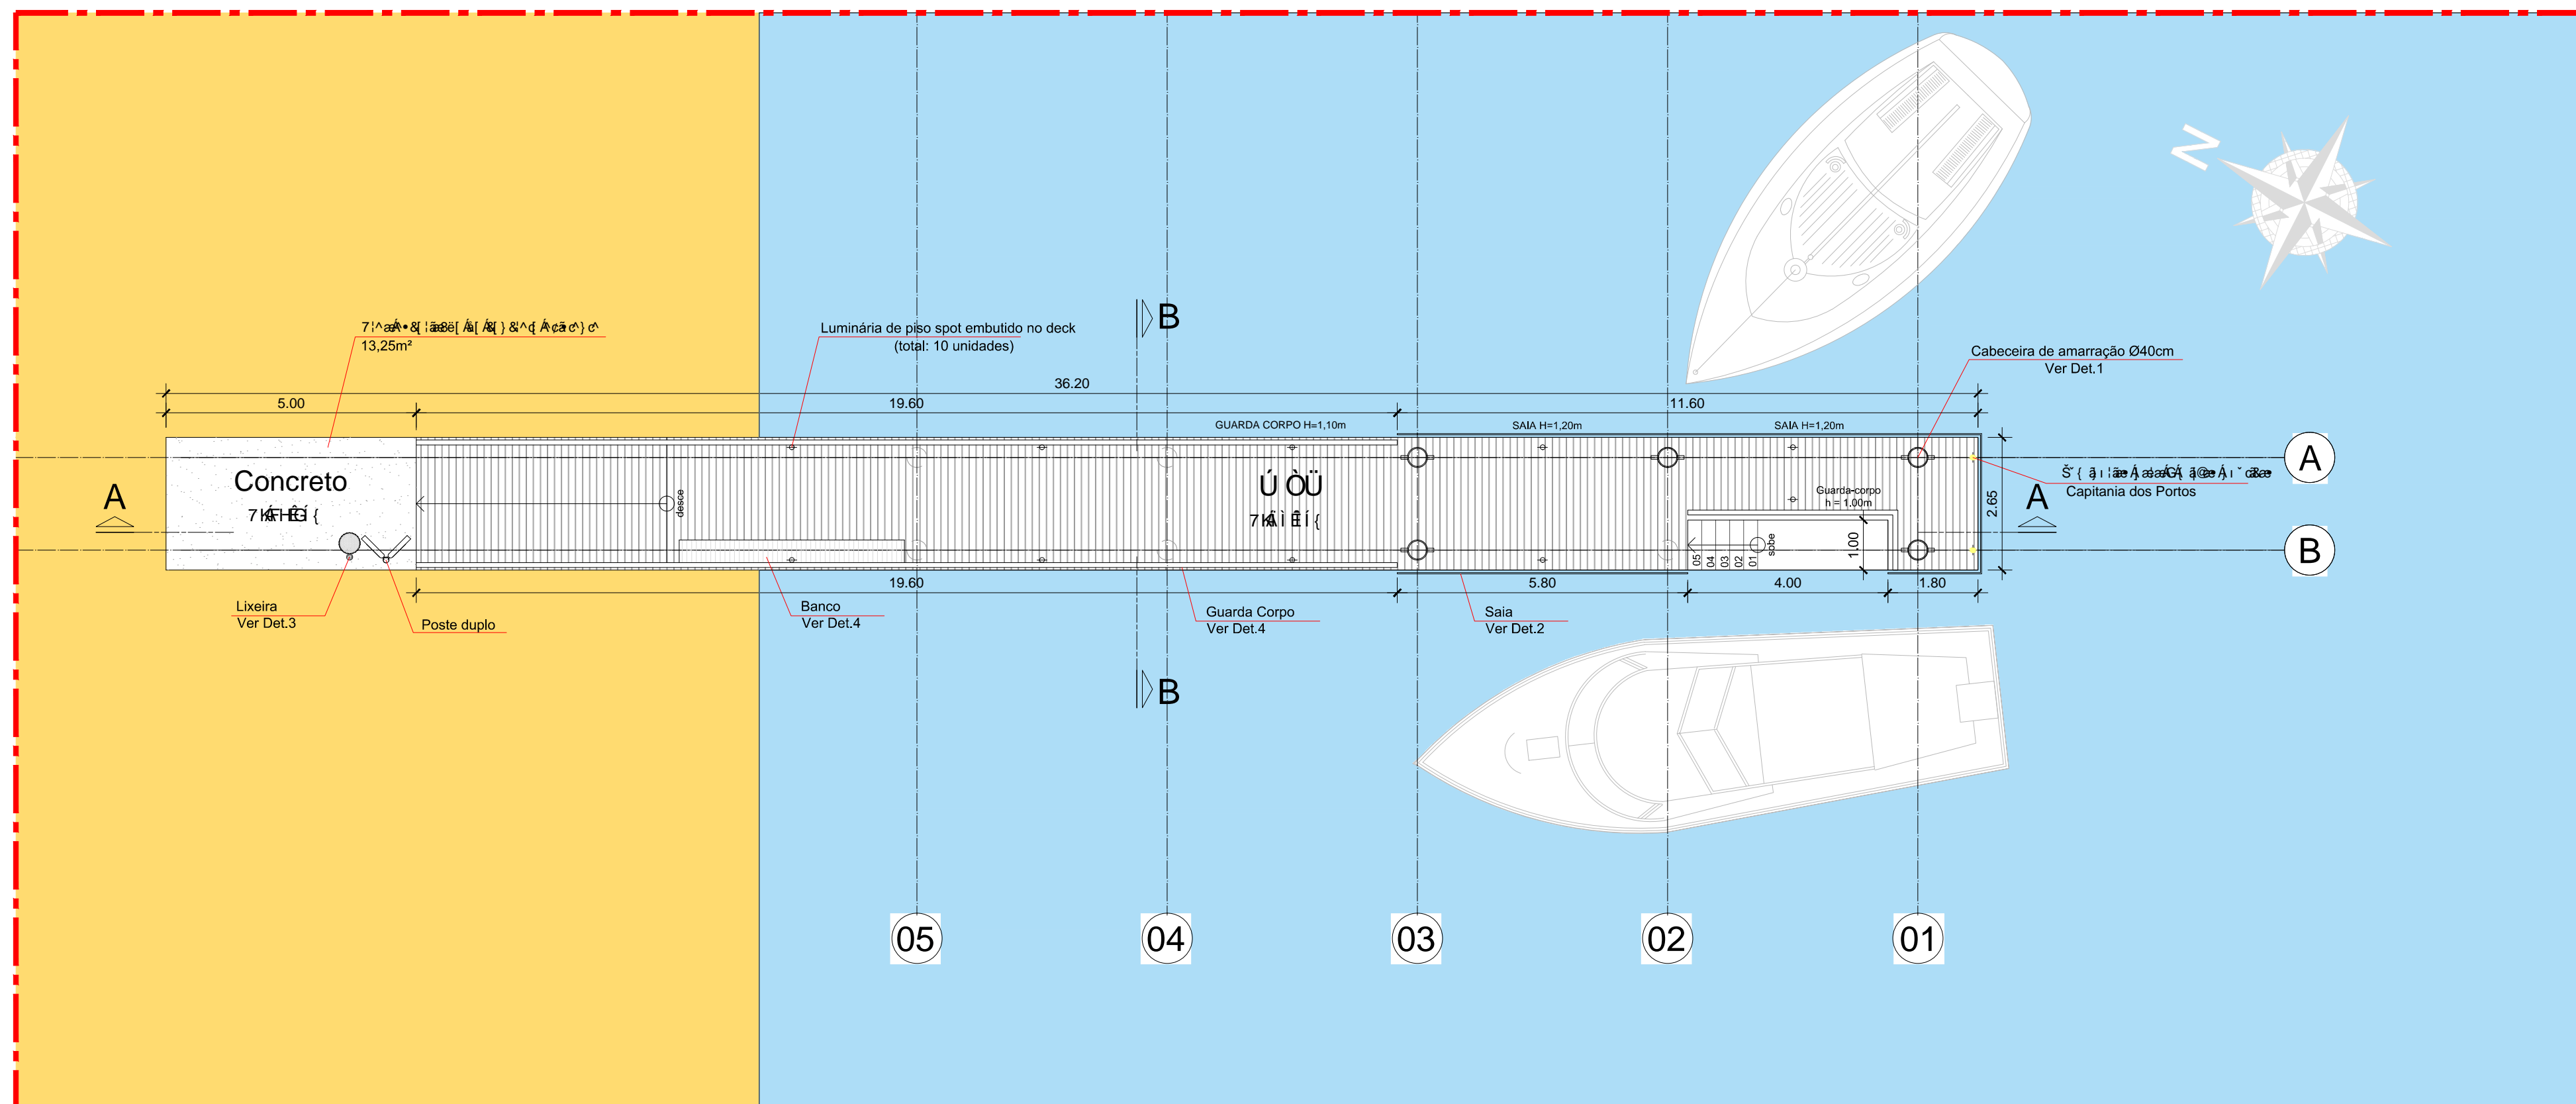 N
B
13,25m²
Luminária de piso spot embutido no deck
(total: 10 unidades)
Cabeceira de amarração Ø40cm
Ver Det.1
36.20
5.00
19.60
11.60
GUARDA CORPO H=1,10m
SAIA H=1,20m
SAIA H=1,20m
A
Concreto
A
desce
Guarda-corpo
h = 1.00m
Capitania dos Portos
A
2.65
05
04
03
02
01
sobe
1.00
B
19.60
5.80
4.00
1.80
Lixeira
Ver Det.3
Poste duplo
Banco
Ver Det.4
Guarda Corpo
Ver Det.4
Saia
Ver Det.2
B
05
04
03
02
01